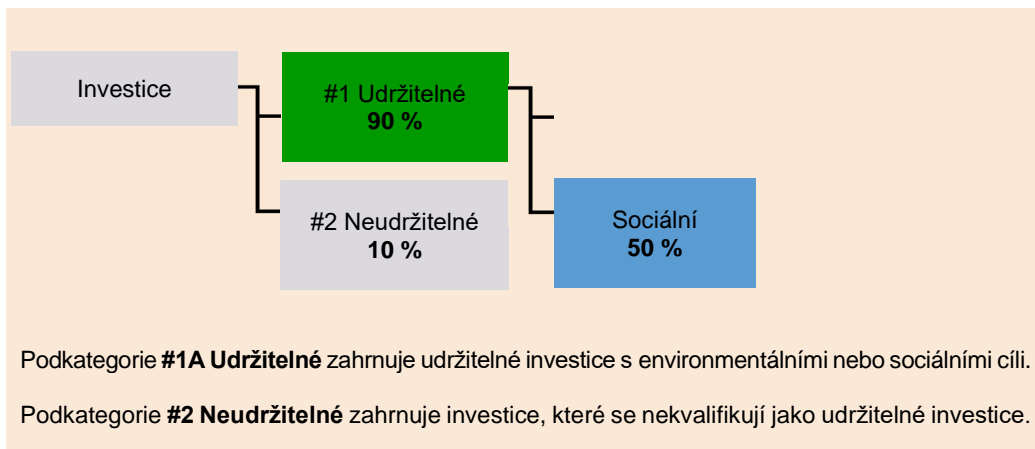 Investice
#1 Udržitelné
90 %
#2 Neudržitelné
10 %
Sociální
50 %
Podkategorie #1A Udržitelné zahrnuje udržitelné investice s environmentálními nebo sociálními cíli.
Podkategorie #2 Neudržitelné zahrnuje investice, které se nekvalifikují jako udržitelné investice.